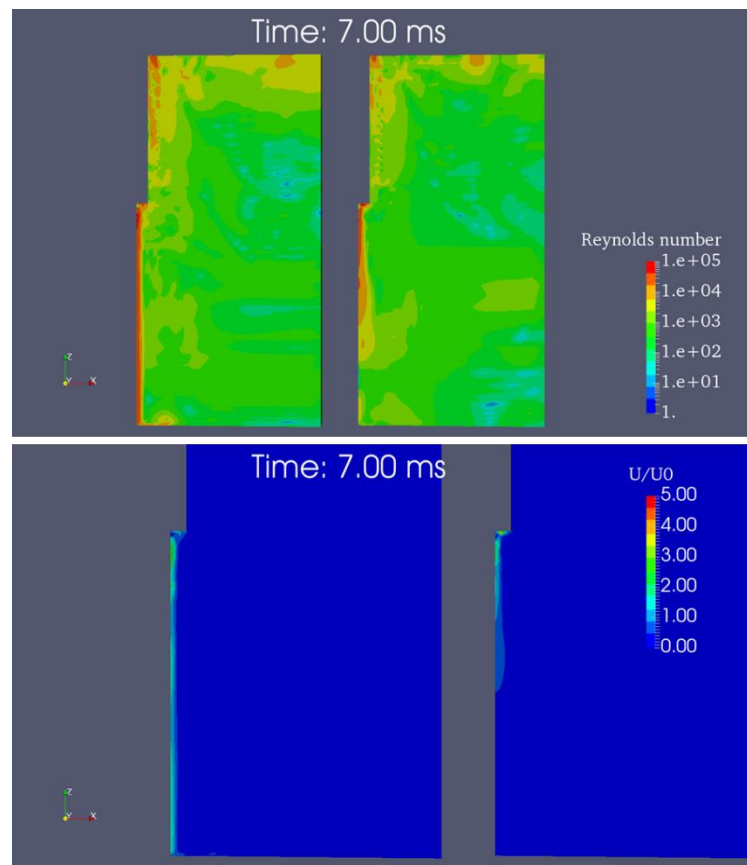 Time: 7.00 ms
Reynolds number
1.e+05
1.e+04
1.e+03
1.e+02
1.e+01
1.
Z
Y
X
Time: 7.00 ms
U/U0
5.00
4.00
3.00
2.00
1.00
0.00
Z
Y
X